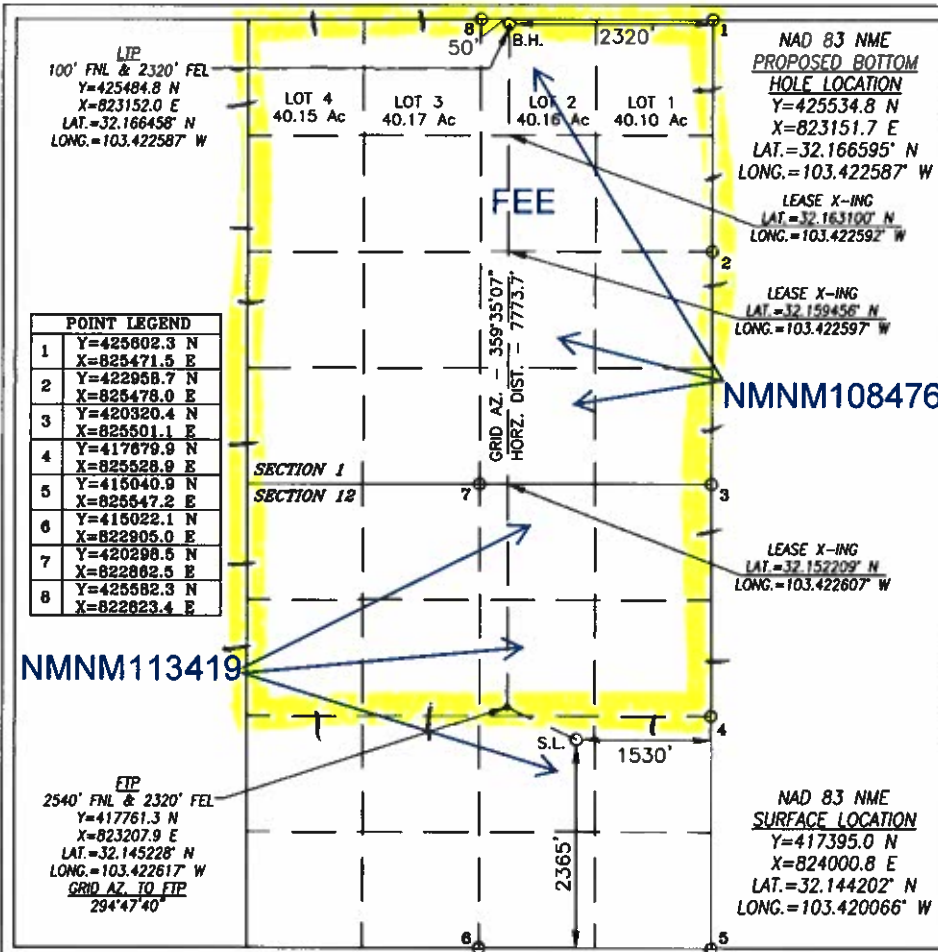 LTP
100' FNL & 2320' FEL
Y=425484.8 N
X=823152.0 E
LAT.=32.166458° N
LONG.=103.422587° W
8
50'
B.H.
2320'
1
NAD 83 NME
PROPOSED BOTTOM
HOLE LOCATION
Y=425534.8 N
X=823151.7 E
LAT.=32.166595° N
LONG.=103.422587° W
LOT 4
40.15 Ac
LOT 3
40.17 Ac
LOT 2
40.16 Ac
LOT 1
40.10 Ac
FEE
LEASE X-ING
LAT.=32.163100° N
LONG.=103.422592° W
2
LEASE X-ING
LAT.=32.159456° N
LONG.=103.422597° W
GRID AZ. - 359°35'07"
HORZ. DIST. - 7773.7'
POINT LEGEND
1 Y=425602.3 N
X=825471.5 E
2 Y=422958.7 N
X=825478.0 E
3 Y=420320.4 N
X=825501.1 E
4 Y=417679.9 N
X=825528.9 E
5 Y=415040.9 N
X=825547.2 E
6 Y=415022.1 N
X=822905.0 E
7 Y=420298.5 N
X=822862.5 E
8 Y=425582.3 N
X=822823.4 E
NMNM108476
SECTION 1
SECTION 12
7
3
LEASE X-ING
LAT.=32.152209° N
LONG.=103.422607° W
NMNM113419
4
S.L.
1530'
FTP
2540' FNL & 2320' FEL
Y=417761.3 N
X=823207.9 E
LAT.=32.145228° N
LONG.=103.422617° W
GRID AZ. TO FTP
294°47'40"
2365'
NAD 83 NME
SURFACE LOCATION
Y=417395.0 N
X=824000.8 E
LAT.=32.144202° N
LONG.=103.420066° W
6
5